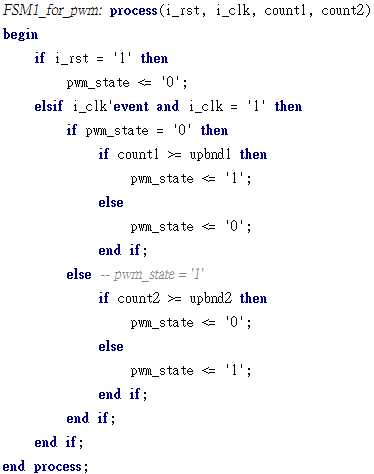 FSM1_for_pwm: process(i_rst, i_clk, count1, count2)
begin
    if i_rst = '1' then
        pwm_state <= '0';
    elsif i_clk'event and i_clk = '1' then
        if pwm_state = '0' then
            if count1 >= upbnd1 then
                pwm_state <= '1';
            else
                pwm_state <= '0';
            end if;
        else -- pwm_state = '1'
            if count2 >= upbnd2 then
                pwm_state <= '0';
            else
                pwm_state <= '1';
            end if;
        end if;
    end if;
end process;